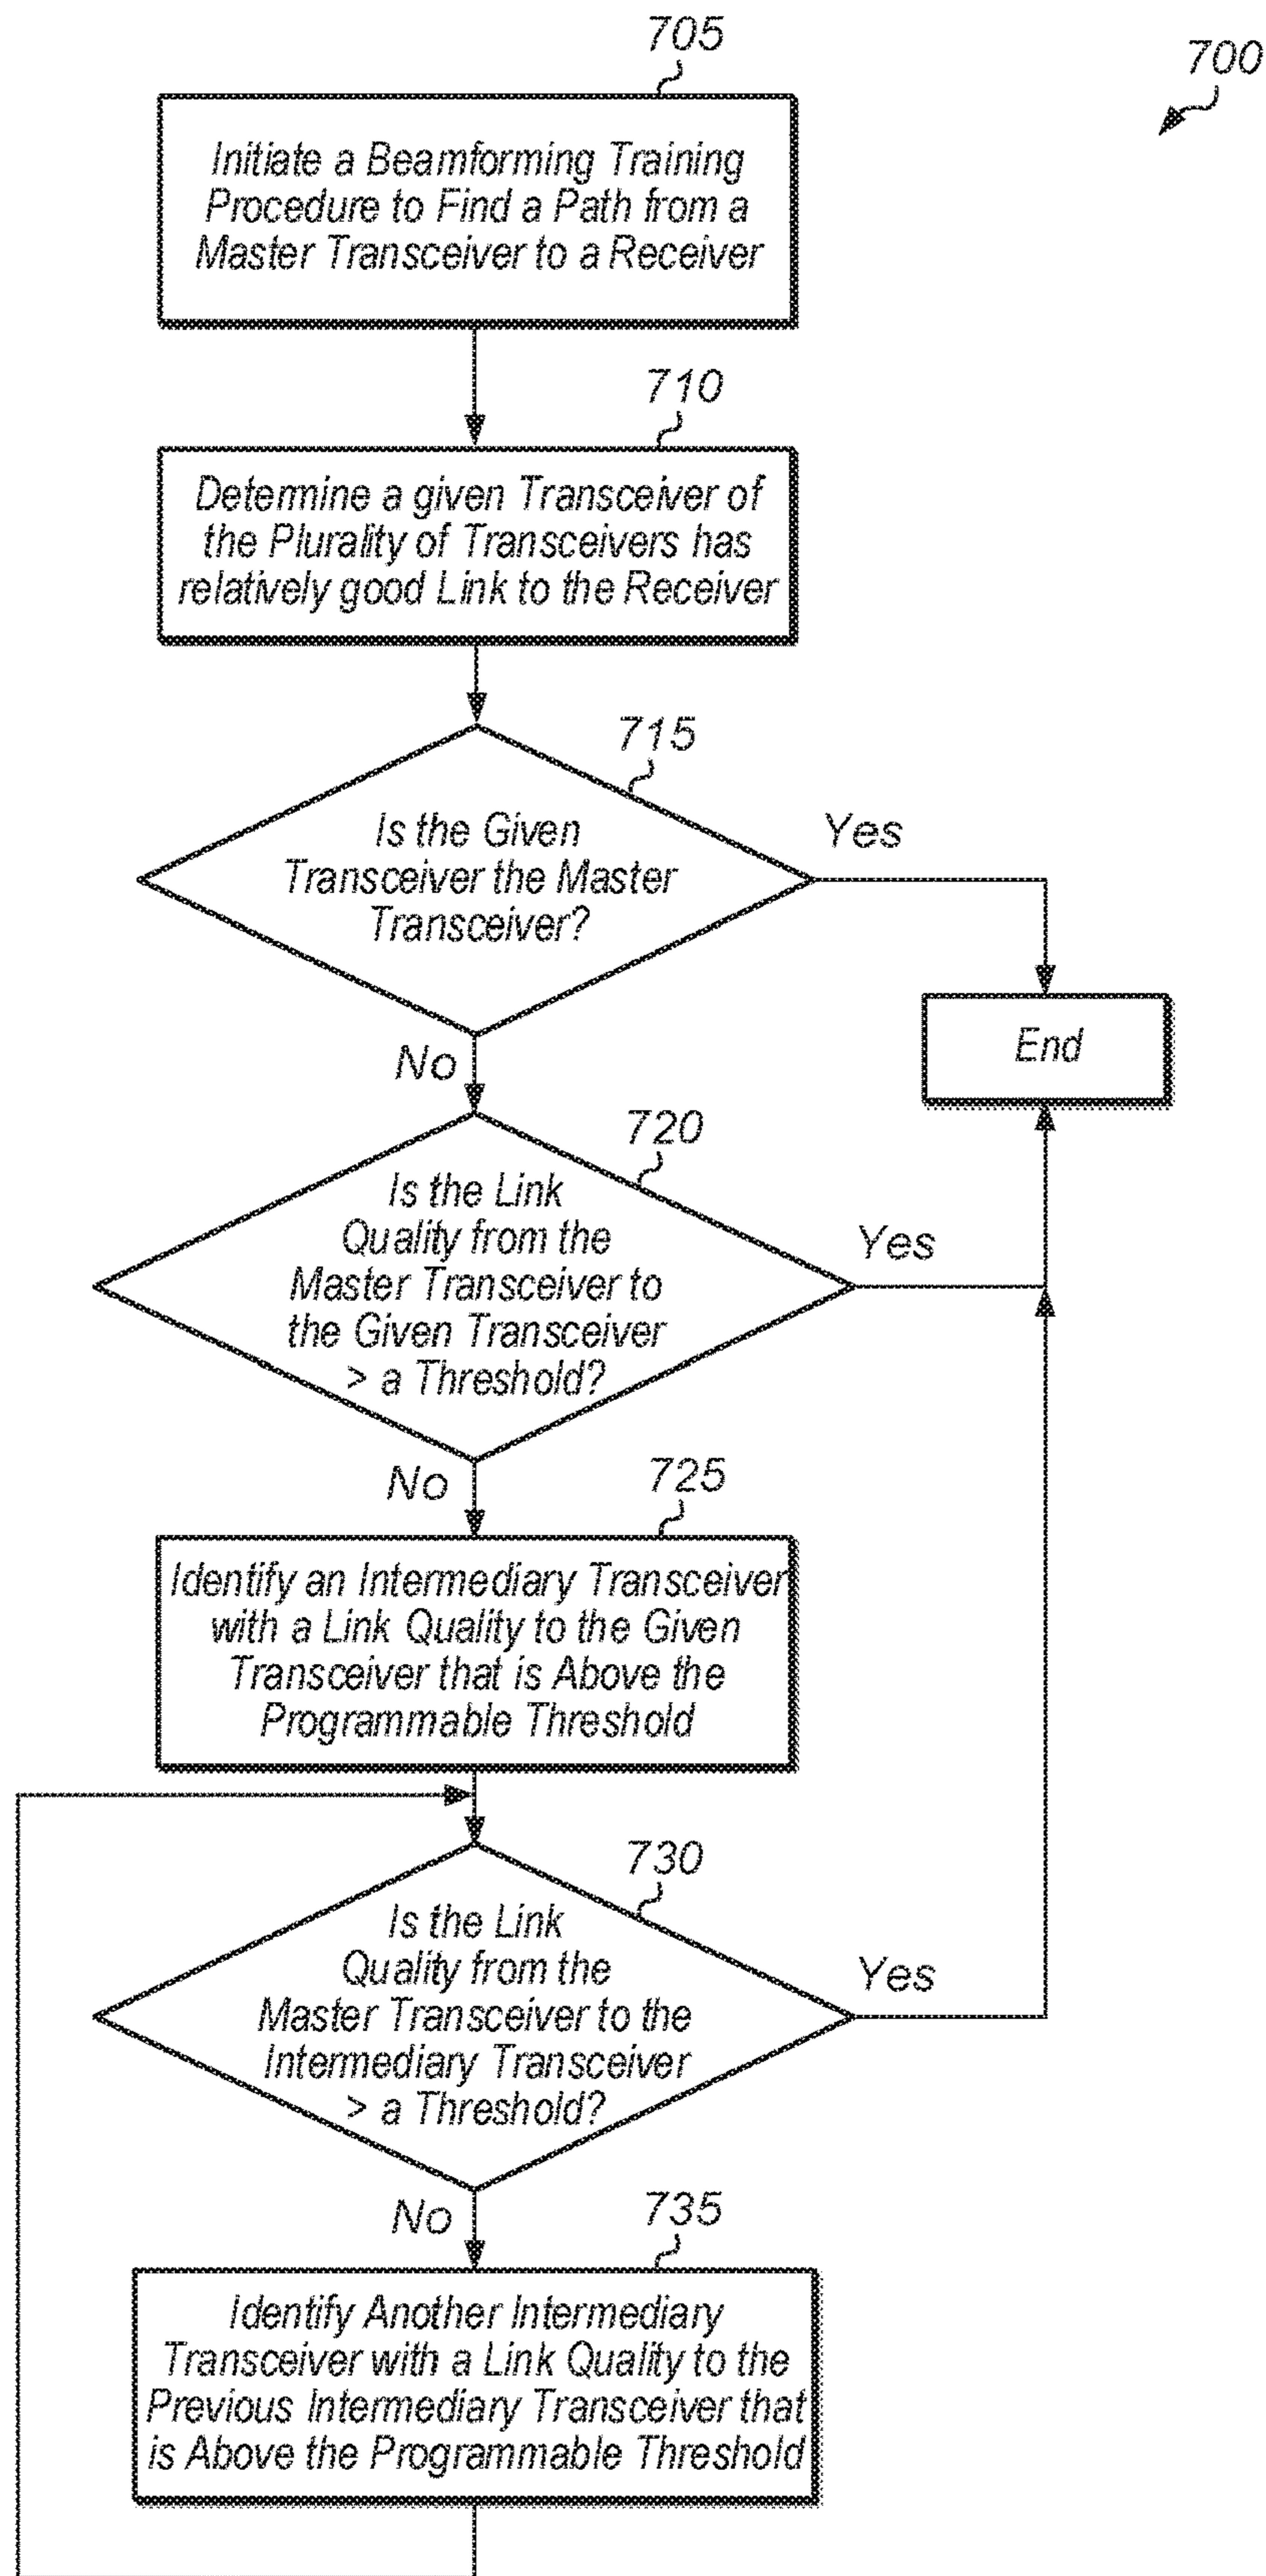 705
700
Initiate a Beamforming Training
Procedure to Find a Path from a
Master Transceiver to a Receiver
710
Determine a given Transceiver of
the Plurality of Transceivers has
relatively good Link to the Receiver
715
Is the Given
Transceiver the Master
Transceiver?
Yes
End
No
720
Is the Link
Quality from the
Master Transceiver to
the Given Transceiver
> a Threshold?
Yes
No
725
Identify an Intermediary Transceiver
with a Link Quality to the Given
Transceiver that is Above the
Programmable Threshold
730
Is the Link
Quality from the
Master Transceiver to the
Intermediary Transceiver
> a Threshold?
Yes
No
735
Identify Another Intermediary
Transceiver with a Link Quality to the
Previous Intermediary Transceiver that
is Above the Programmable Threshold